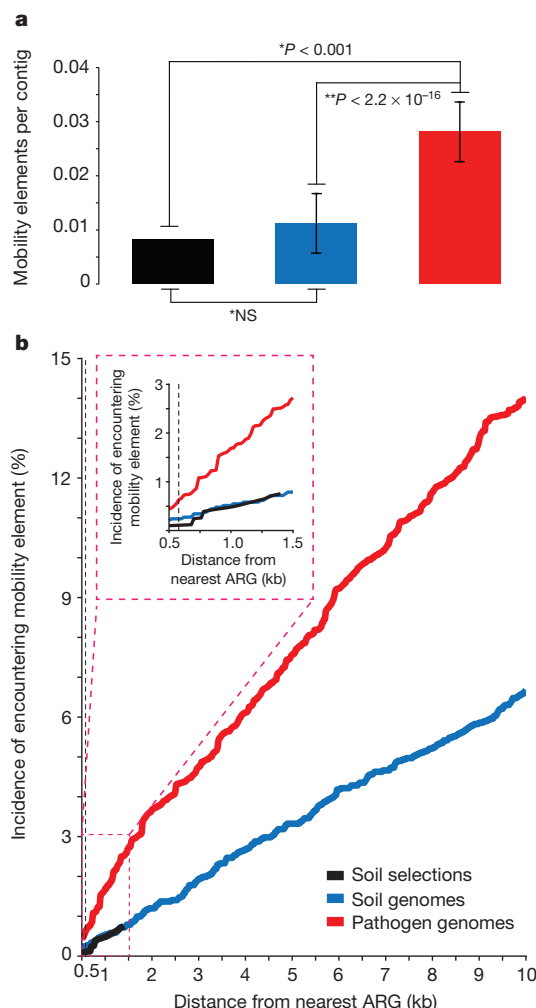 a
*P < 0.001
**P < 2.2 × 10⁻¹⁶
*NS
Mobility elements per contig
0.04
0.03
0.02
0.01
0
b
Incidence of encountering mobility element (%)
15
12
9
6
3
0
Incidence of encountering
mobility element (%)
3
2
1
0.5 1.0 1.5
Distance from
nearest ARG (kb)
Soil selections
Soil genomes
Pathogen genomes
0.5 1 2 3 4 5 6 7 8 9 10
Distance from nearest ARG (kb)